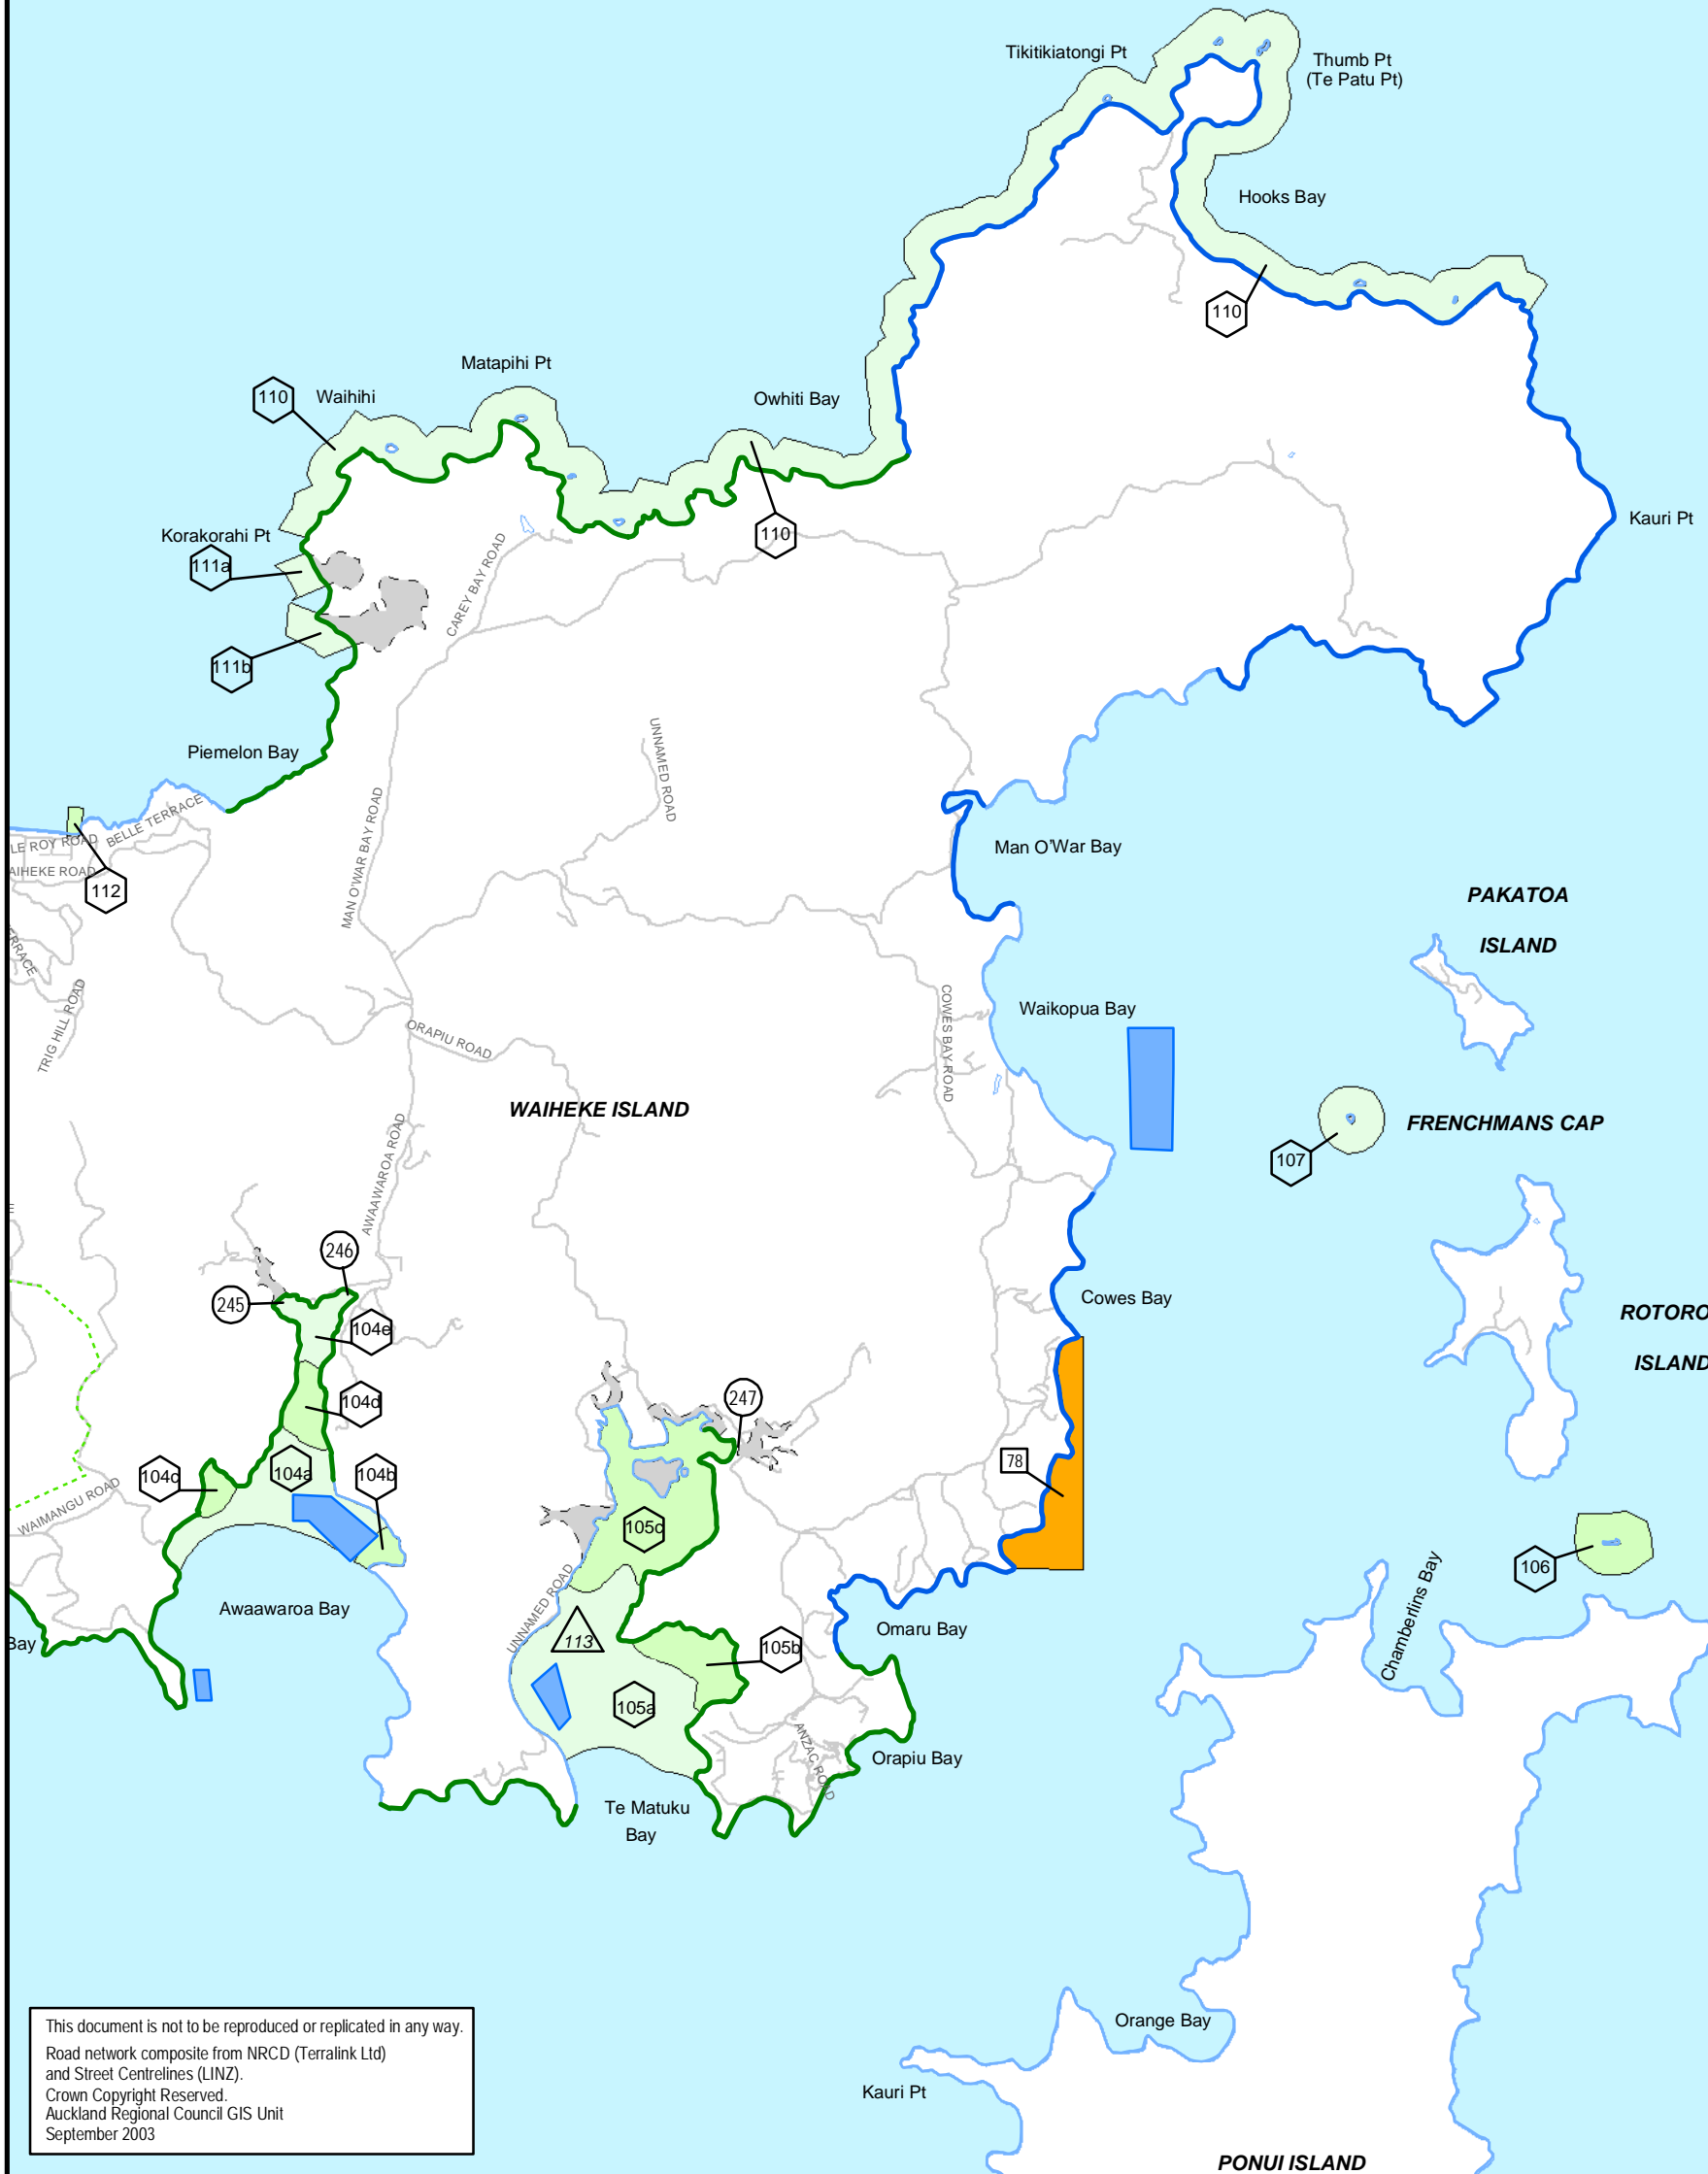 Tikitikiatongi Pt
Thumb Pt
(Te Patu Pt)
Hooks Bay
110
Matapihi Pt
110
Waihihi
Owhiti Bay
Kauri Pt
Korakorahi Pt
110
111a
CAREY BAY ROAD
111b
UNNAMED ROAD
Piemelon Bay
BELLE TERRACE
LE ROY ROAD
AIHEKE ROAD
112
MAN O'WAR BAY ROAD
Man O'War Bay
PAKATOA
ISLAND
ERRACE
TRIG HILL ROAD
Waikopua Bay
COWES BAY ROAD
ORAPIU ROAD
WAIHEKE ISLAND
FRENCHMANS CAP
107
AWAAWAROA ROAD
E
246
245
104e
Cowes Bay
ROTORO
ISLAND
104d
247
104c
104a
104b
78
WAIMANGU ROAD
105c
106
Chamberlins Bay
Awaawaroa Bay
UNNAMED ROAD
113
Omaru Bay
Bay
105b
105a
ANZAC ROAD
Orapiu Bay
Te Matuku
Bay
Orange Bay
Kauri Pt
PONUI ISLAND
This document is not to be reproduced or replicated in any way.
Road network composite from NRCD (Terralink Ltd)
and Street Centrelines (LINZ).
Crown Copyright Reserved.
Auckland Regional Council GIS Unit
September 2003